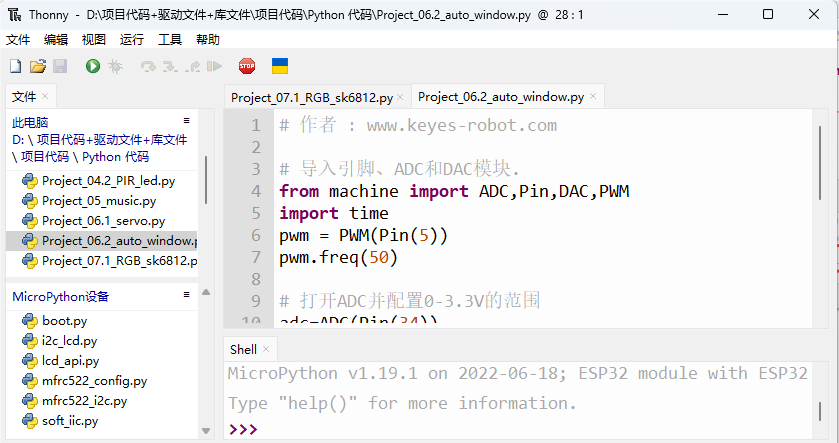 Thonny - D:\项目代码+驱动文件+库文件\项目代码\Python 代码\Project_06.2_auto_window.py @ 28 : 1
文件 编辑 视图 运行 工具 帮助
STOP
文件
此电脑
D: \ 项目代码+驱动文件+库文件
\ 项目代码 \ Python 代码
Project_04.2_PIR_led.py
Project_05_music.py
Project_06.1_servo.py
Project_06.2_auto_window.p
Project_07.1_RGB_sk6812.p
MicroPython设备
boot.py
i2c_lcd.py
lcd_api.py
mfrc522_config.py
mfrc522_i2c.py
soft_iic.py
Project_07.1_RGB_sk6812.py Project_06.2_auto_window.py
1 # 作者 : www.keyes-robot.com
2
3 # 导入引脚、ADC和DAC模块.
4 from machine import ADC,Pin,DAC,PWM
5 import time
6 pwm = PWM(Pin(5))
7 pwm.freq(50)
8
9 # 打开ADC并配置0-3.3V的范围
10 adc=ADC(Pin(34))
Shell
MicroPython v1.19.1 on 2022-06-18; ESP32 module with ESP32
Type "help()" for more information.
>>>